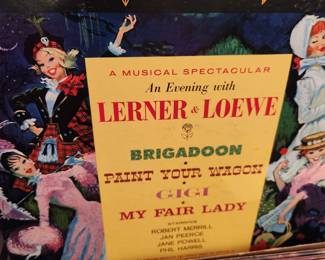 A MUSICAL SPECTACULAR
An Evening with
LERNER & LOEWE
BRIGADOON
PAINT YOUR WAGON
GIGI
MY FAIR LADY
STARRING
ROBERT MERRILL
JAN PEERCE
JANE POWELL
PHIL HARRIS